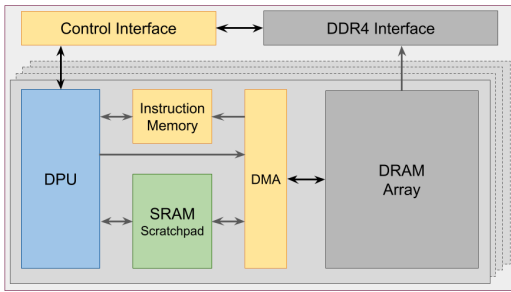 Control Interface
DDR4 Interface
DPU
Instruction
Memory
SRAM
Scratchpad
DMA
DRAM
Array